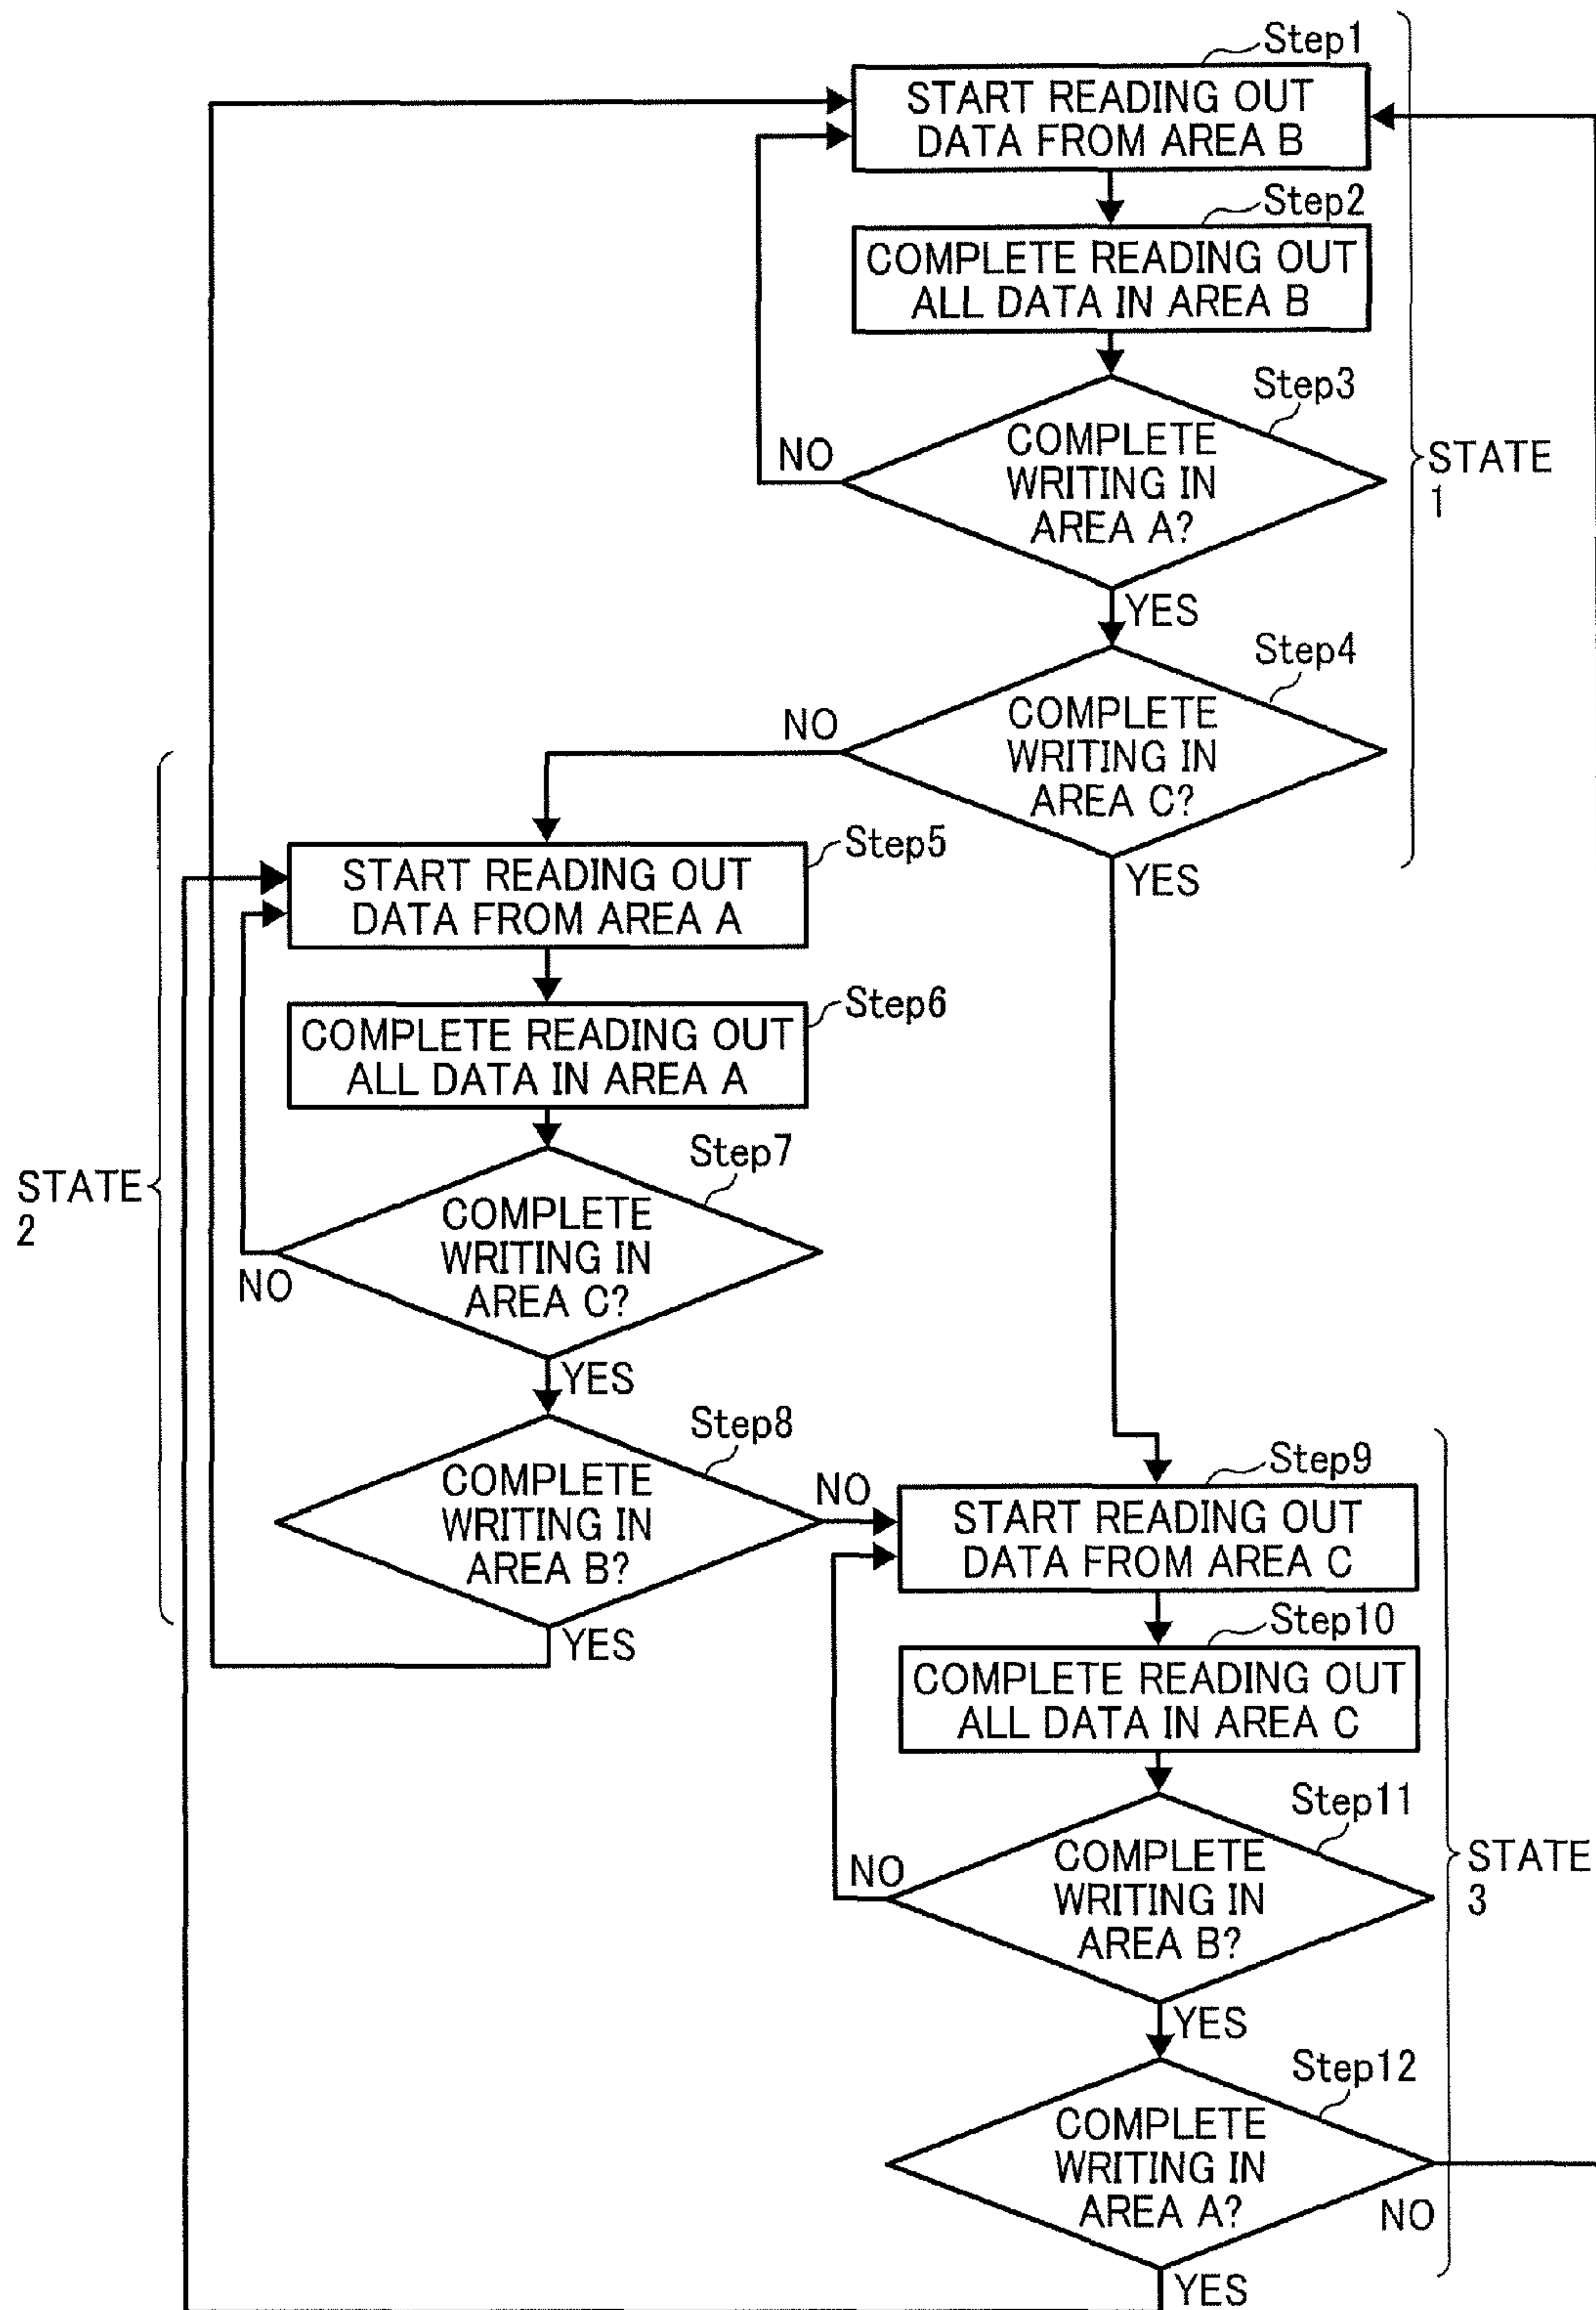 Step1
START READING OUT
DATA FROM AREA B
Step2
COMPLETE READING OUT
ALL DATA IN AREA B
Step3
COMPLETE
WRITING IN
AREA A?
NO
YES
STATE
1
Step4
COMPLETE
WRITING IN
AREA C?
NO
YES
Step5
START READING OUT
DATA FROM AREA A
Step6
COMPLETE READING OUT
ALL DATA IN AREA A
Step7
COMPLETE
WRITING IN
AREA C?
NO
YES
STATE
2
Step8
COMPLETE
WRITING IN
AREA B?
NO
YES
Step9
START READING OUT
DATA FROM AREA C
Step10
COMPLETE READING OUT
ALL DATA IN AREA C
Step11
COMPLETE
WRITING IN
AREA B?
NO
YES
STATE
3
Step12
COMPLETE
WRITING IN
AREA A?
NO
YES